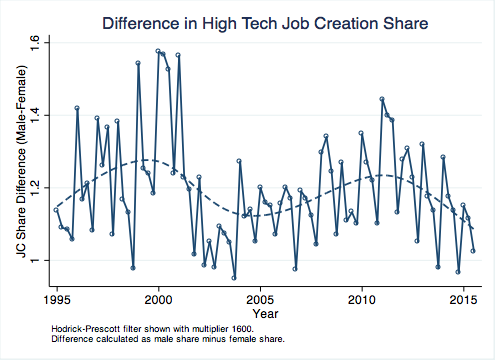 Difference in High Tech Job Creation Share
JC Share Difference (Male-Female)
1.6
1.4
1.2
1
1995 2000 2005 2010 2015
Year
Hodrick-Prescott filter shown with multiplier 1600.
Difference calculated as male share minus female share.